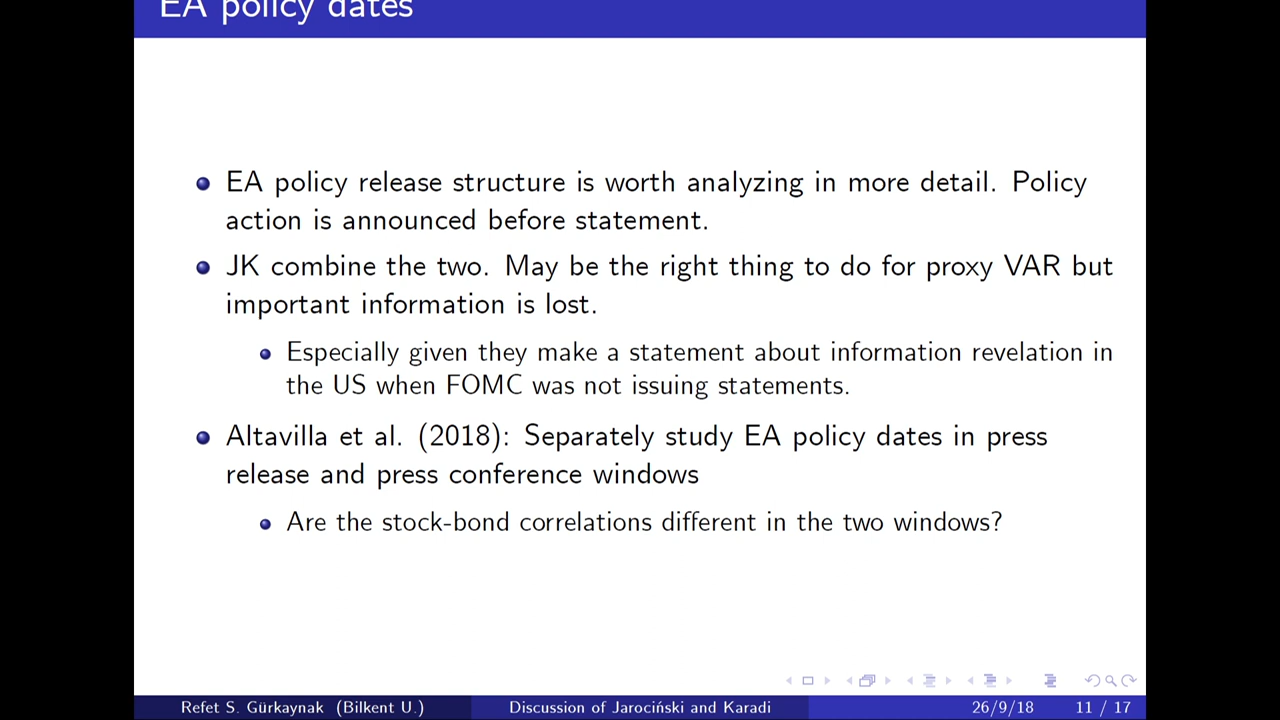 EA policy dates
EA policy release structure is worth analyzing in more detail. Policy
action is announced before statement.
JK combine the two. May be the right thing to do for proxy VAR but
important information is lost.
Especially given they make a statement about information revelation in
the US when FOMC was not issuing statements.
Altavilla et al. (2018): Separately study EA policy dates in press
release and press conference windows
Are the stock-bond correlations different in the two windows?
Refet S. Gürkaynak (Bilkent U.) Discussion of Jarociński and Karadi 26/9/18 11 / 17